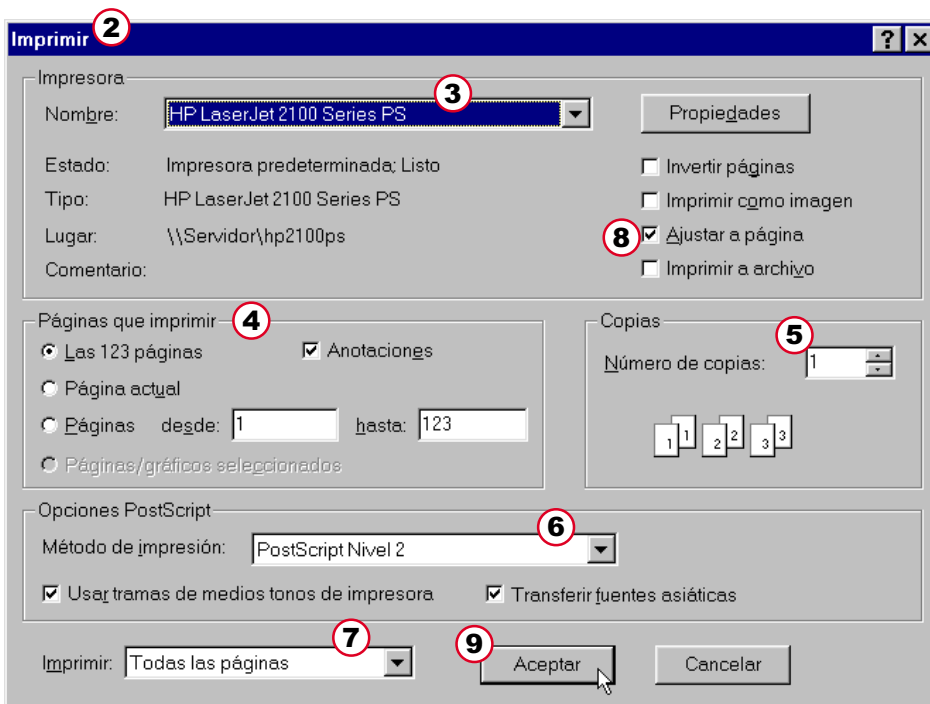 Imprimir 2
Impresora
Nombre: HP LaserJet 2100 Series PS 3 Propiedades
Estado: Impresora predeterminada; Listo Invertir páginas
Tipo: HP LaserJet 2100 Series PS Imprimir como imagen
Lugar: \\Servidor\hp2100ps 8 Ajustar a página
Comentario: Imprimir a archivo
Páginas que imprimir 4 Copias
Las 123 páginas Anotaciones Número de copias: 5 1
Página actual
Páginas desde: 1 hasta: 123 1 1 2 2 3 3
Páginas/gráficos seleccionados
Opciones PostScript
Método de impresión: PostScript Nivel 2 6
Usar tramas de medios tonos de impresora Transferir fuentes asiáticas
Imprimir: Todas las páginas 7 9 Aceptar Cancelar